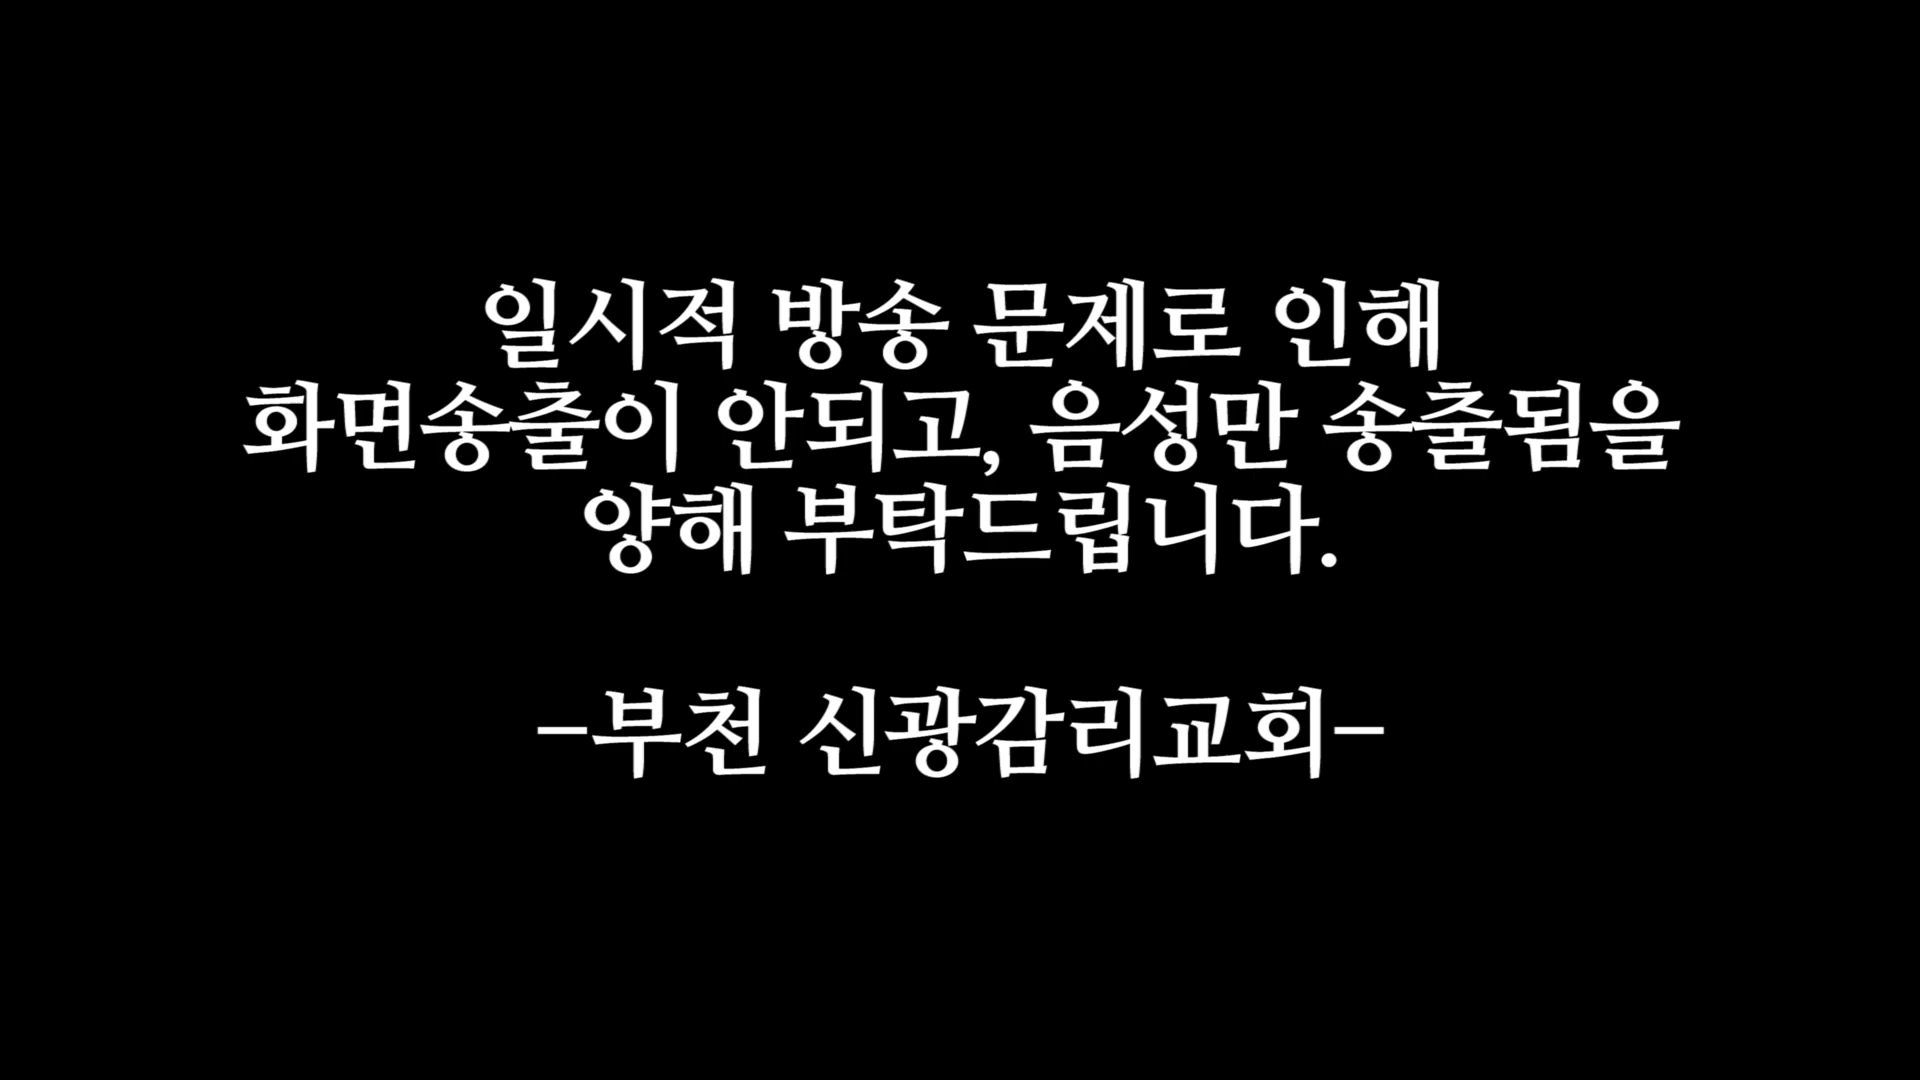 일시적 방송 문제로 인해
화면송출이 안되고, 음성만 송출됨을
양해 부탁드립니다.
-부천 신광감리교회-